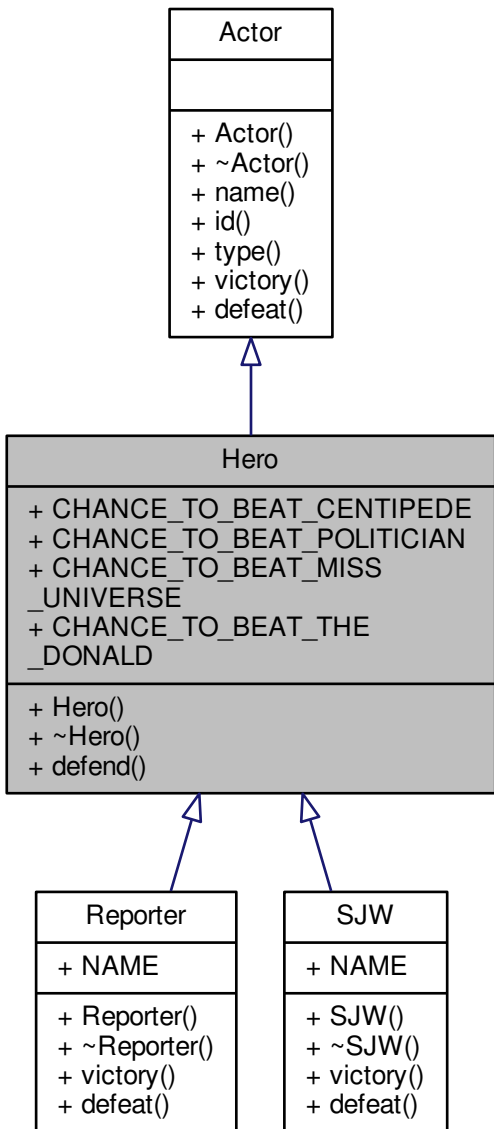 Actor
+ Actor()
+ ~Actor()
+ name()
+ id()
+ type()
+ victory()
+ defeat()
Hero
+ CHANCE_TO_BEAT_CENTIPEDE
+ CHANCE_TO_BEAT_POLITICIAN
+ CHANCE_TO_BEAT_MISS
_UNIVERSE
+ CHANCE_TO_BEAT_THE
_DONALD
+ Hero()
+ ~Hero()
+ defend()
Reporter
+ NAME
+ Reporter()
+ ~Reporter()
+ victory()
+ defeat()
SJW
+ NAME
+ SJW()
+ ~SJW()
+ victory()
+ defeat()